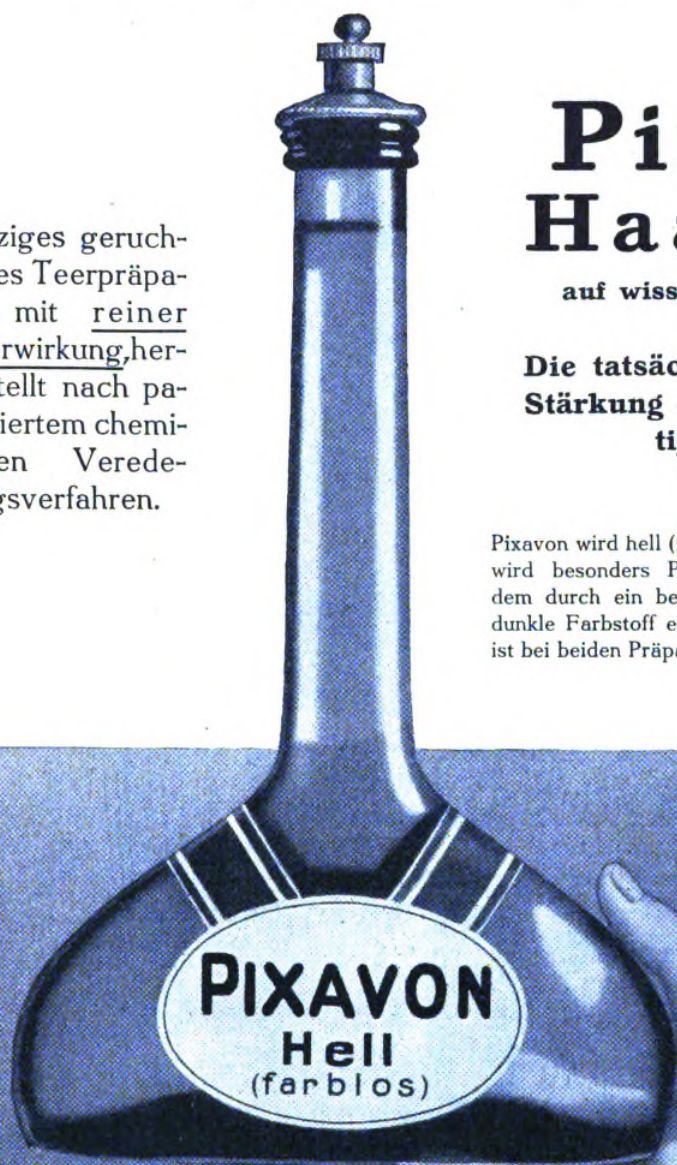 ziges geruch-
es Teerpräpa-
mit reiner
rwirkung, her-
tellt nach pa-
iertem chemi-
en Verede-
gsverfahren.
Pi
Haa
auf wiss
Die tatsäc
Stärkung
ti
Pixavon wird hell (
wird besonders P
dem durch ein be
dunkle Farbstoff e
ist bei beiden Präpa
PIXAVON
Hell
(farblos)